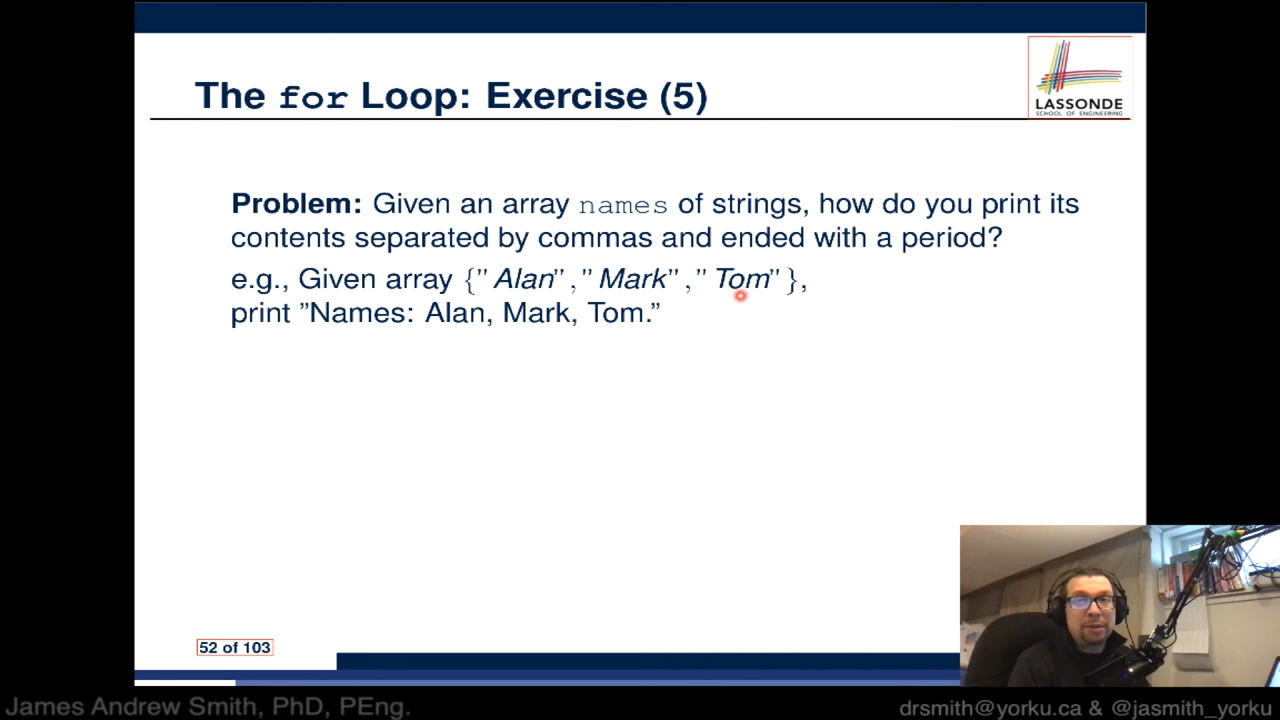 The for Loop: Exercise (5)
LASSONDE
SCHOOL OF ENGINEERING
Problem: Given an array names of strings, how do you print its
contents separated by commas and ended with a period?
e.g., Given array {”Alan”,”Mark”,”Tom”},
print ”Names: Alan, Mark, Tom.”
52 of 103
James Andrew Smith, PhD, PEng.
drsmith@yorku.ca & @jasmith_yorku